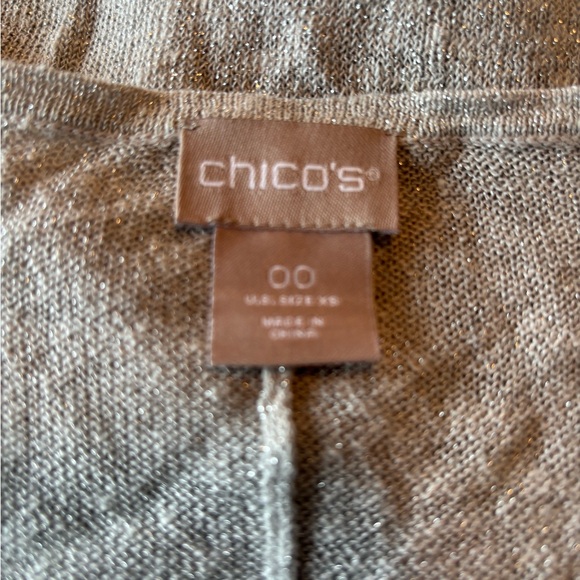 chico's®
00
U.S. SIZE XS
MADE IN
CHINA